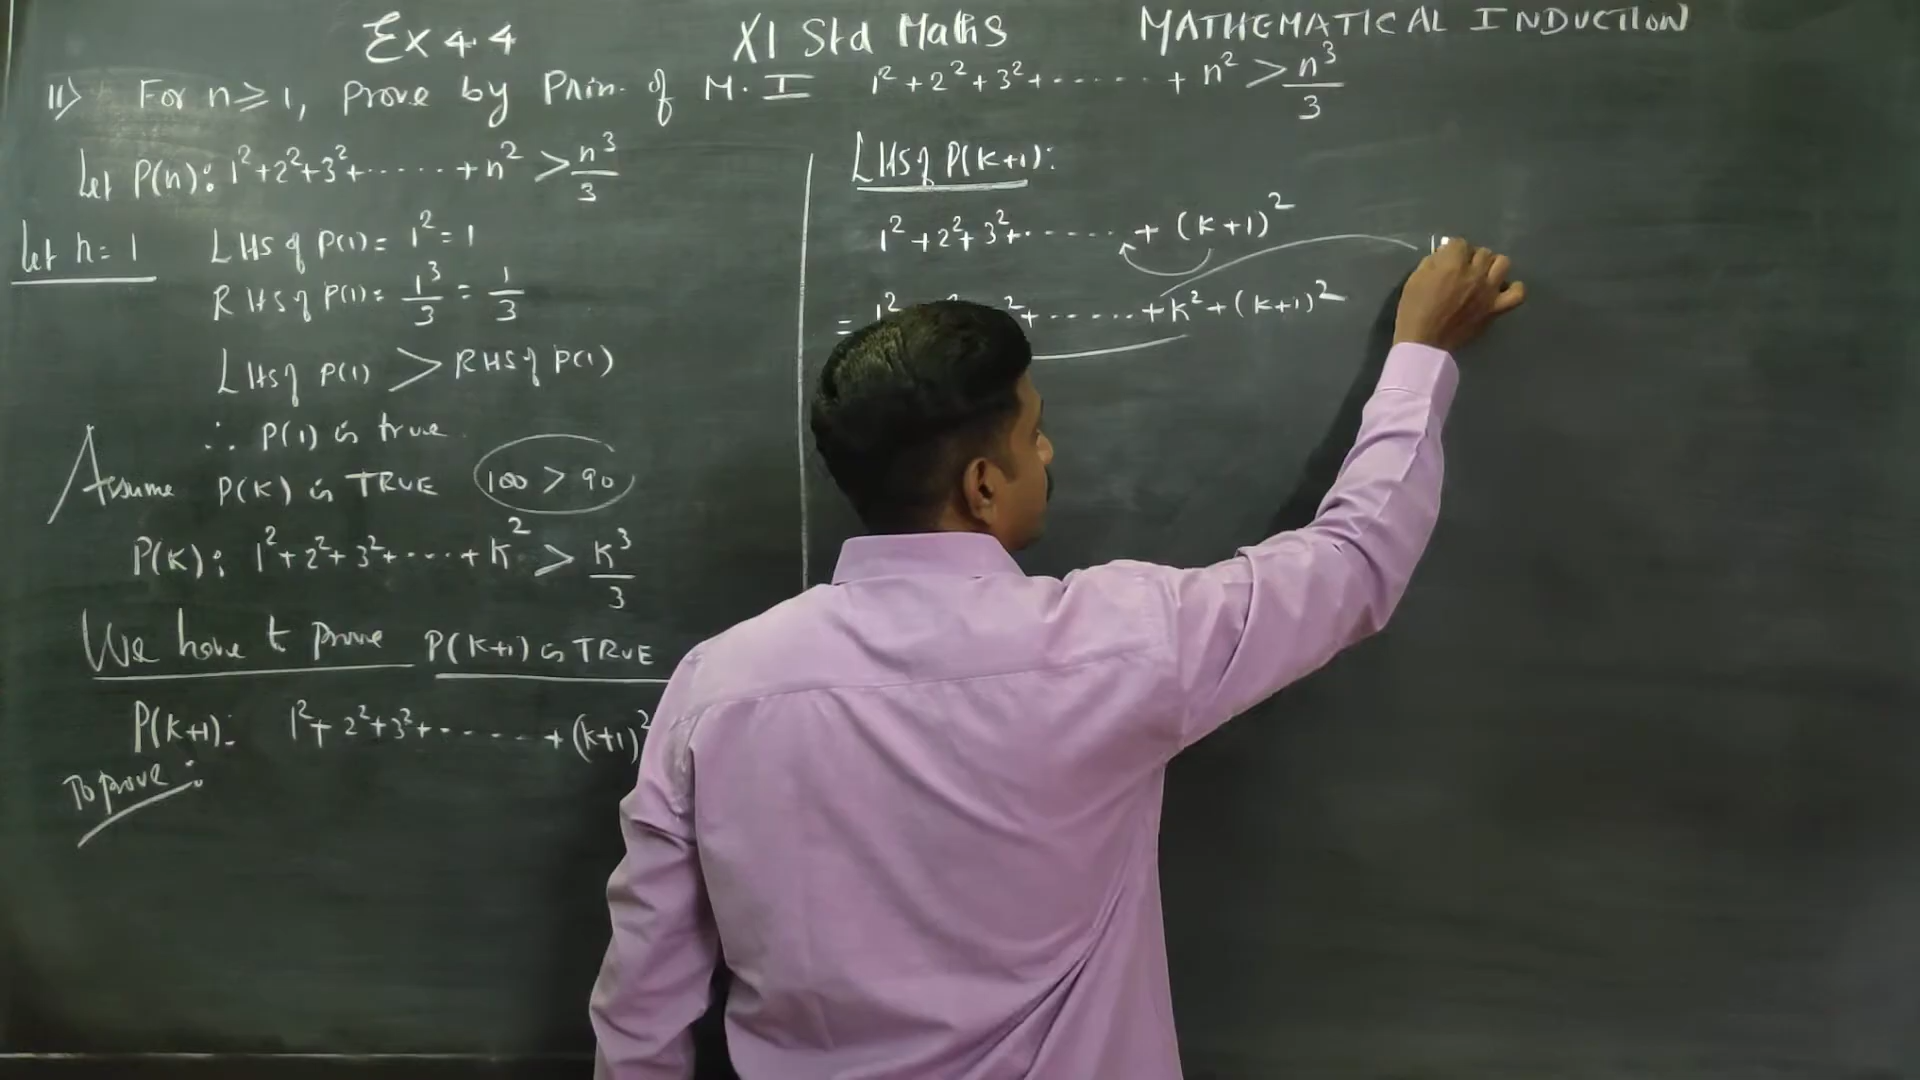 Ex 4.4 XI Std Maths MATHEMATICAL INDUCTION
11) For n ≥ 1, Prove by Prin. of M.I 1² + 2² + 3² + ...... + n² > n³/3
Let P(n): 1² + 2² + 3² + ...... + n² > n³/3
Let n = 1 LHS of P(1) = 1² = 1
RHS of P(1) = 1³/3 = 1/3
LHS of P(1) > RHS of P(1)
∴ P(1) is true
Assume P(K) is TRUE 100 > 90
P(K): 1² + 2² + 3² + .... + K² > K³/3
We have to prove P(K+1) is TRUE
P(K+1): 1² + 2² + 3² + ...... + (K+1)²
To prove:
LHS of P(K+1):
1² + 2² + 3² + ...... + (K+1)²
= 1² ² ² + ...... + K² + (K+1)²